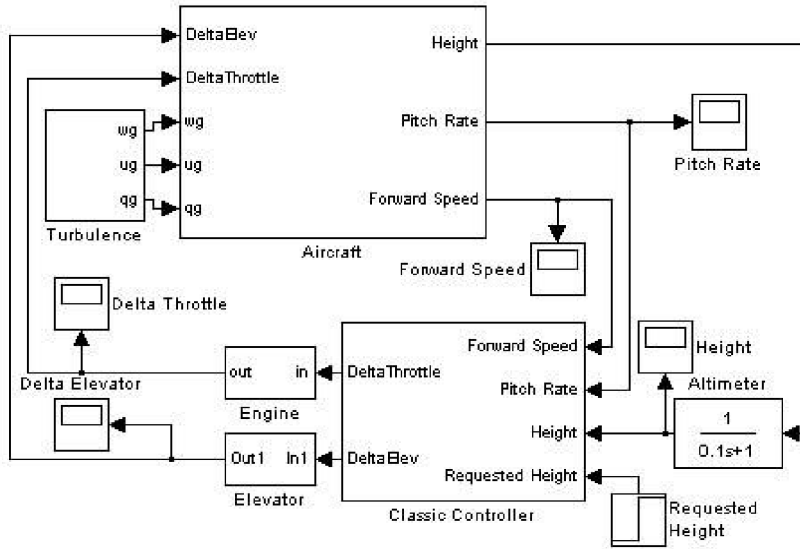 DeltaElev
Height
DeltaThrottle
wg
wg
Pitch Rate
ug
ug
Pitch Rate
qg
qg
Forward Speed
Turbulence
Aircraft
Forward Speed
Delta Throttle
Forward Speed
Height
out
in
DeltaThrottle
Delta Elevator
Pitch Rate
Altimeter
Engine
1
0.1s+1
Height
Out1
In1
DeltaElev
Requested Height
Elevator
Classic Controller
Requested
Height